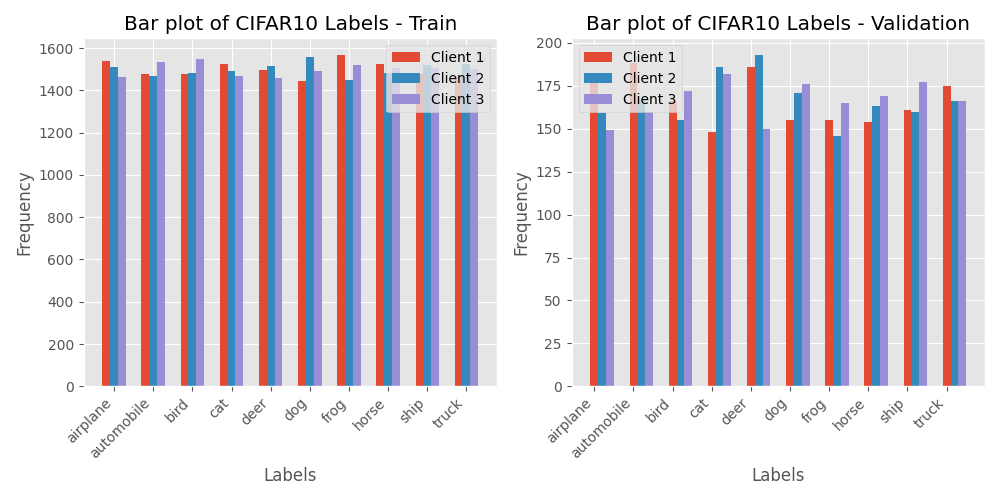 Bar plot of CIFAR10 Labels - Train
Frequency
1600
1400
1200
1000
800
600
400
200
0
Client 1
Client 2
Client 3
airplane
automobile
bird
cat
deer
dog
frog
horse
ship
truck
Labels
Bar plot of CIFAR10 Labels - Validation
Frequency
200
175
150
125
100
75
50
25
0
Client 1
Client 2
Client 3
airplane
automobile
bird
cat
deer
dog
frog
horse
ship
truck
Labels